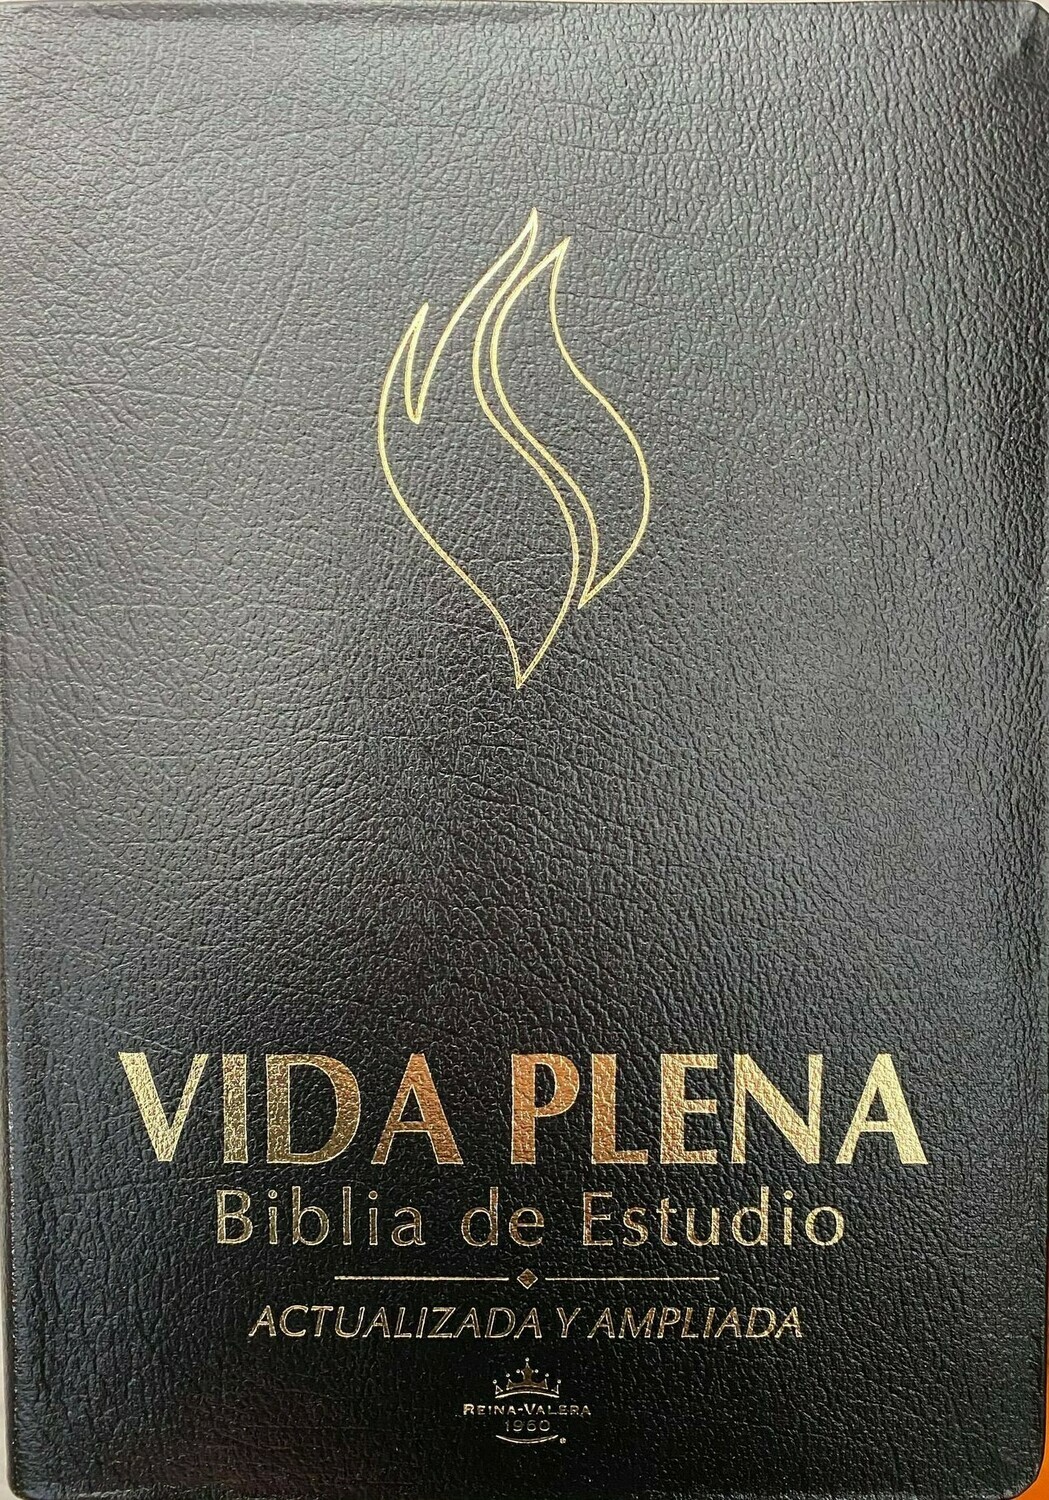 VIDA PLENA
Biblia de Estudio
ACTUALIZADA Y AMPLIADA
REINA-VALERA
1960
®